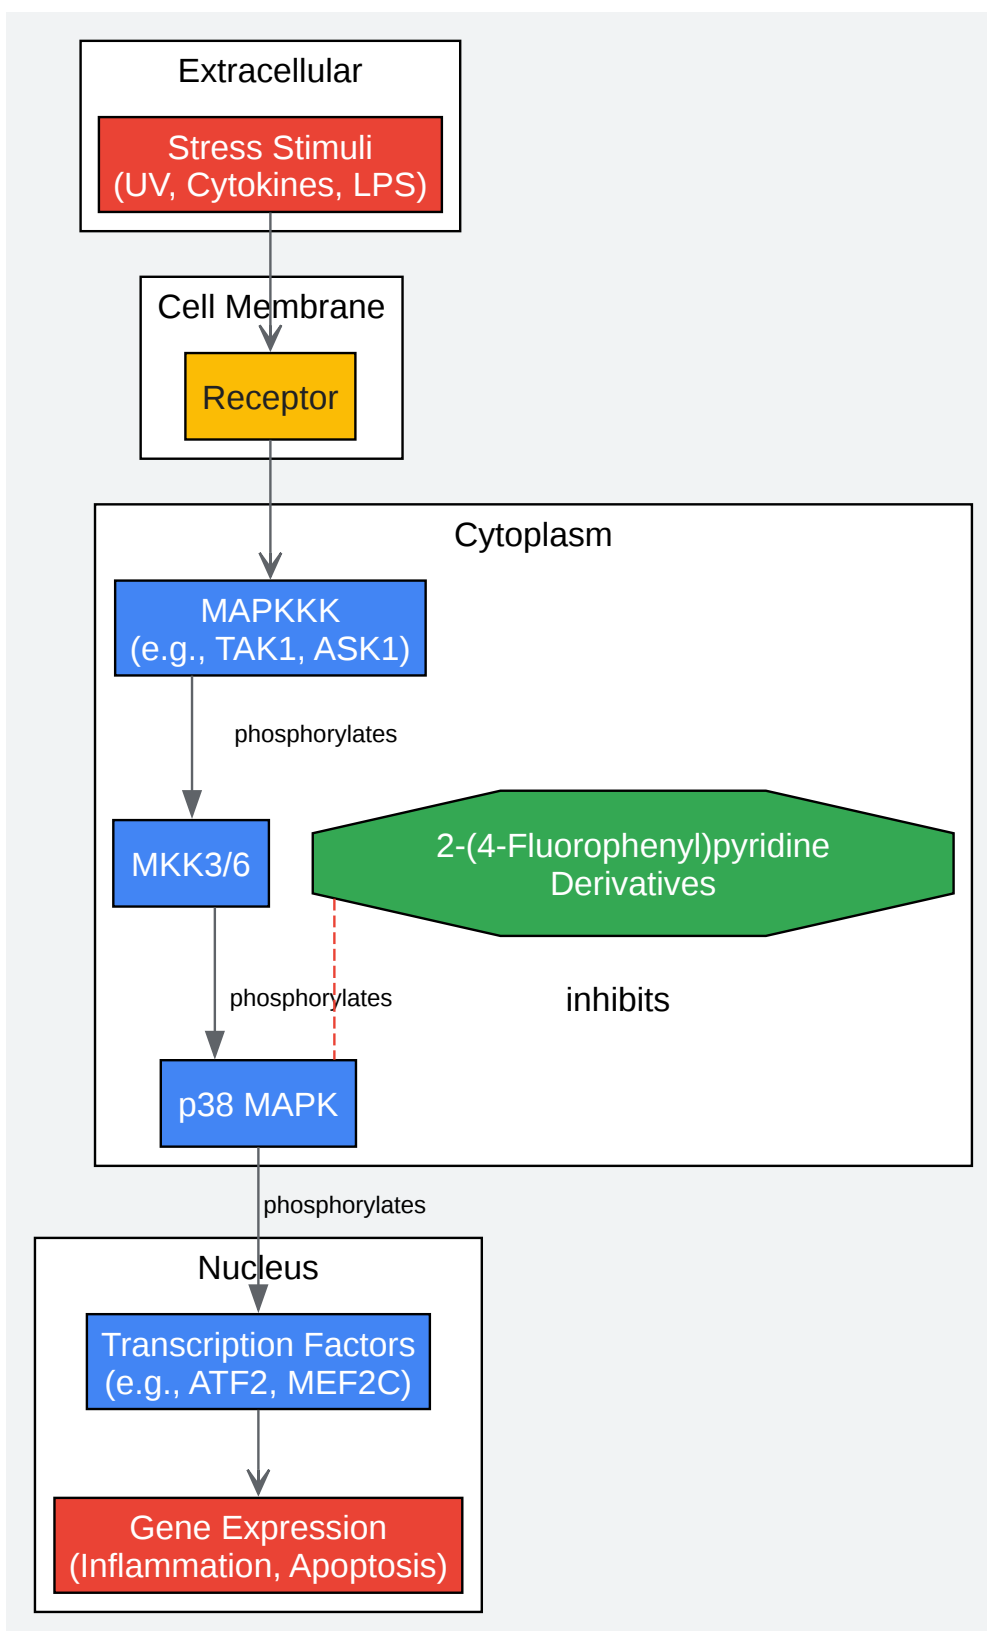 Extracellular
Stress Stimuli
(UV, Cytokines, LPS)
Cell Membrane
Receptor
Cytoplasm
MAPKKK
(e.g., TAK1, ASK1)
phosphorylates
MKK3/6
2-(4-Fluorophenyl)pyridine
Derivatives
phosphorylates
inhibits
p38 MAPK
phosphorylates
Nucleus
Transcription Factors
(e.g., ATF2, MEF2C)
Gene Expression
(Inflammation, Apoptosis)